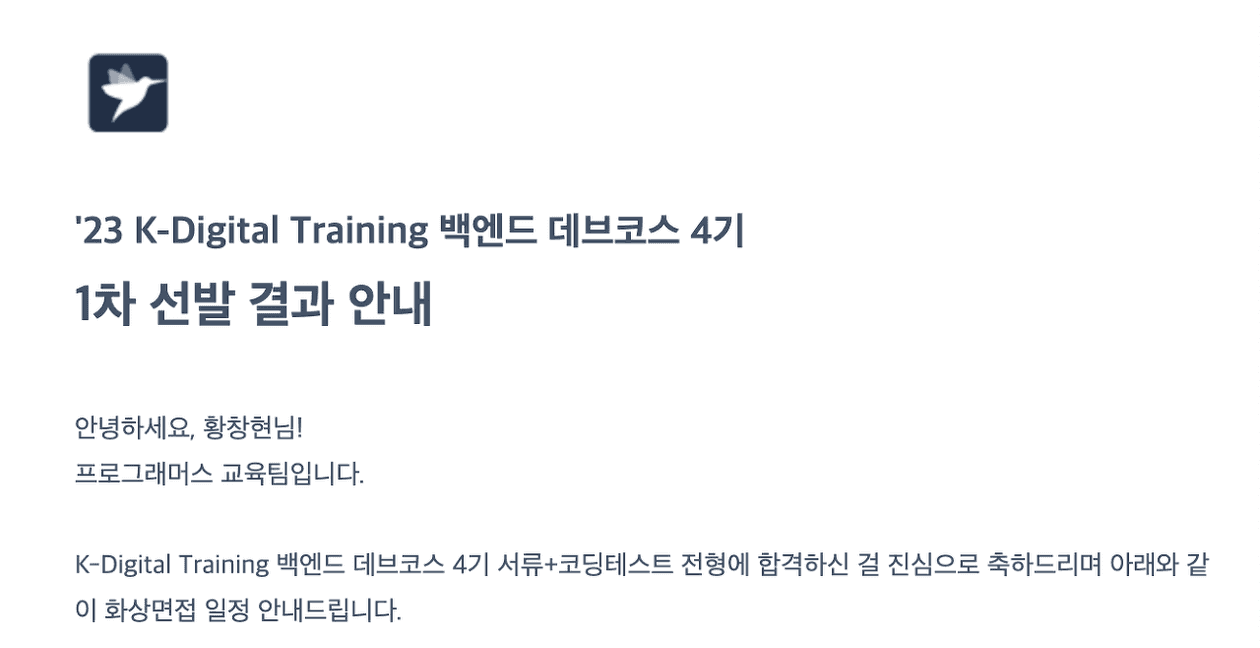 '23 K-Digital Training 백엔드 데브코스 4기
1차 선발 결과 안내
안녕하세요, 황창현님!
프로그래머스 교육팀입니다.
K-Digital Training 백엔드 데브코스 4기 서류+코딩테스트 전형에 합격하신 걸 진심으로 축하드리며 아래와 같
이 화상면접 일정 안내드립니다.